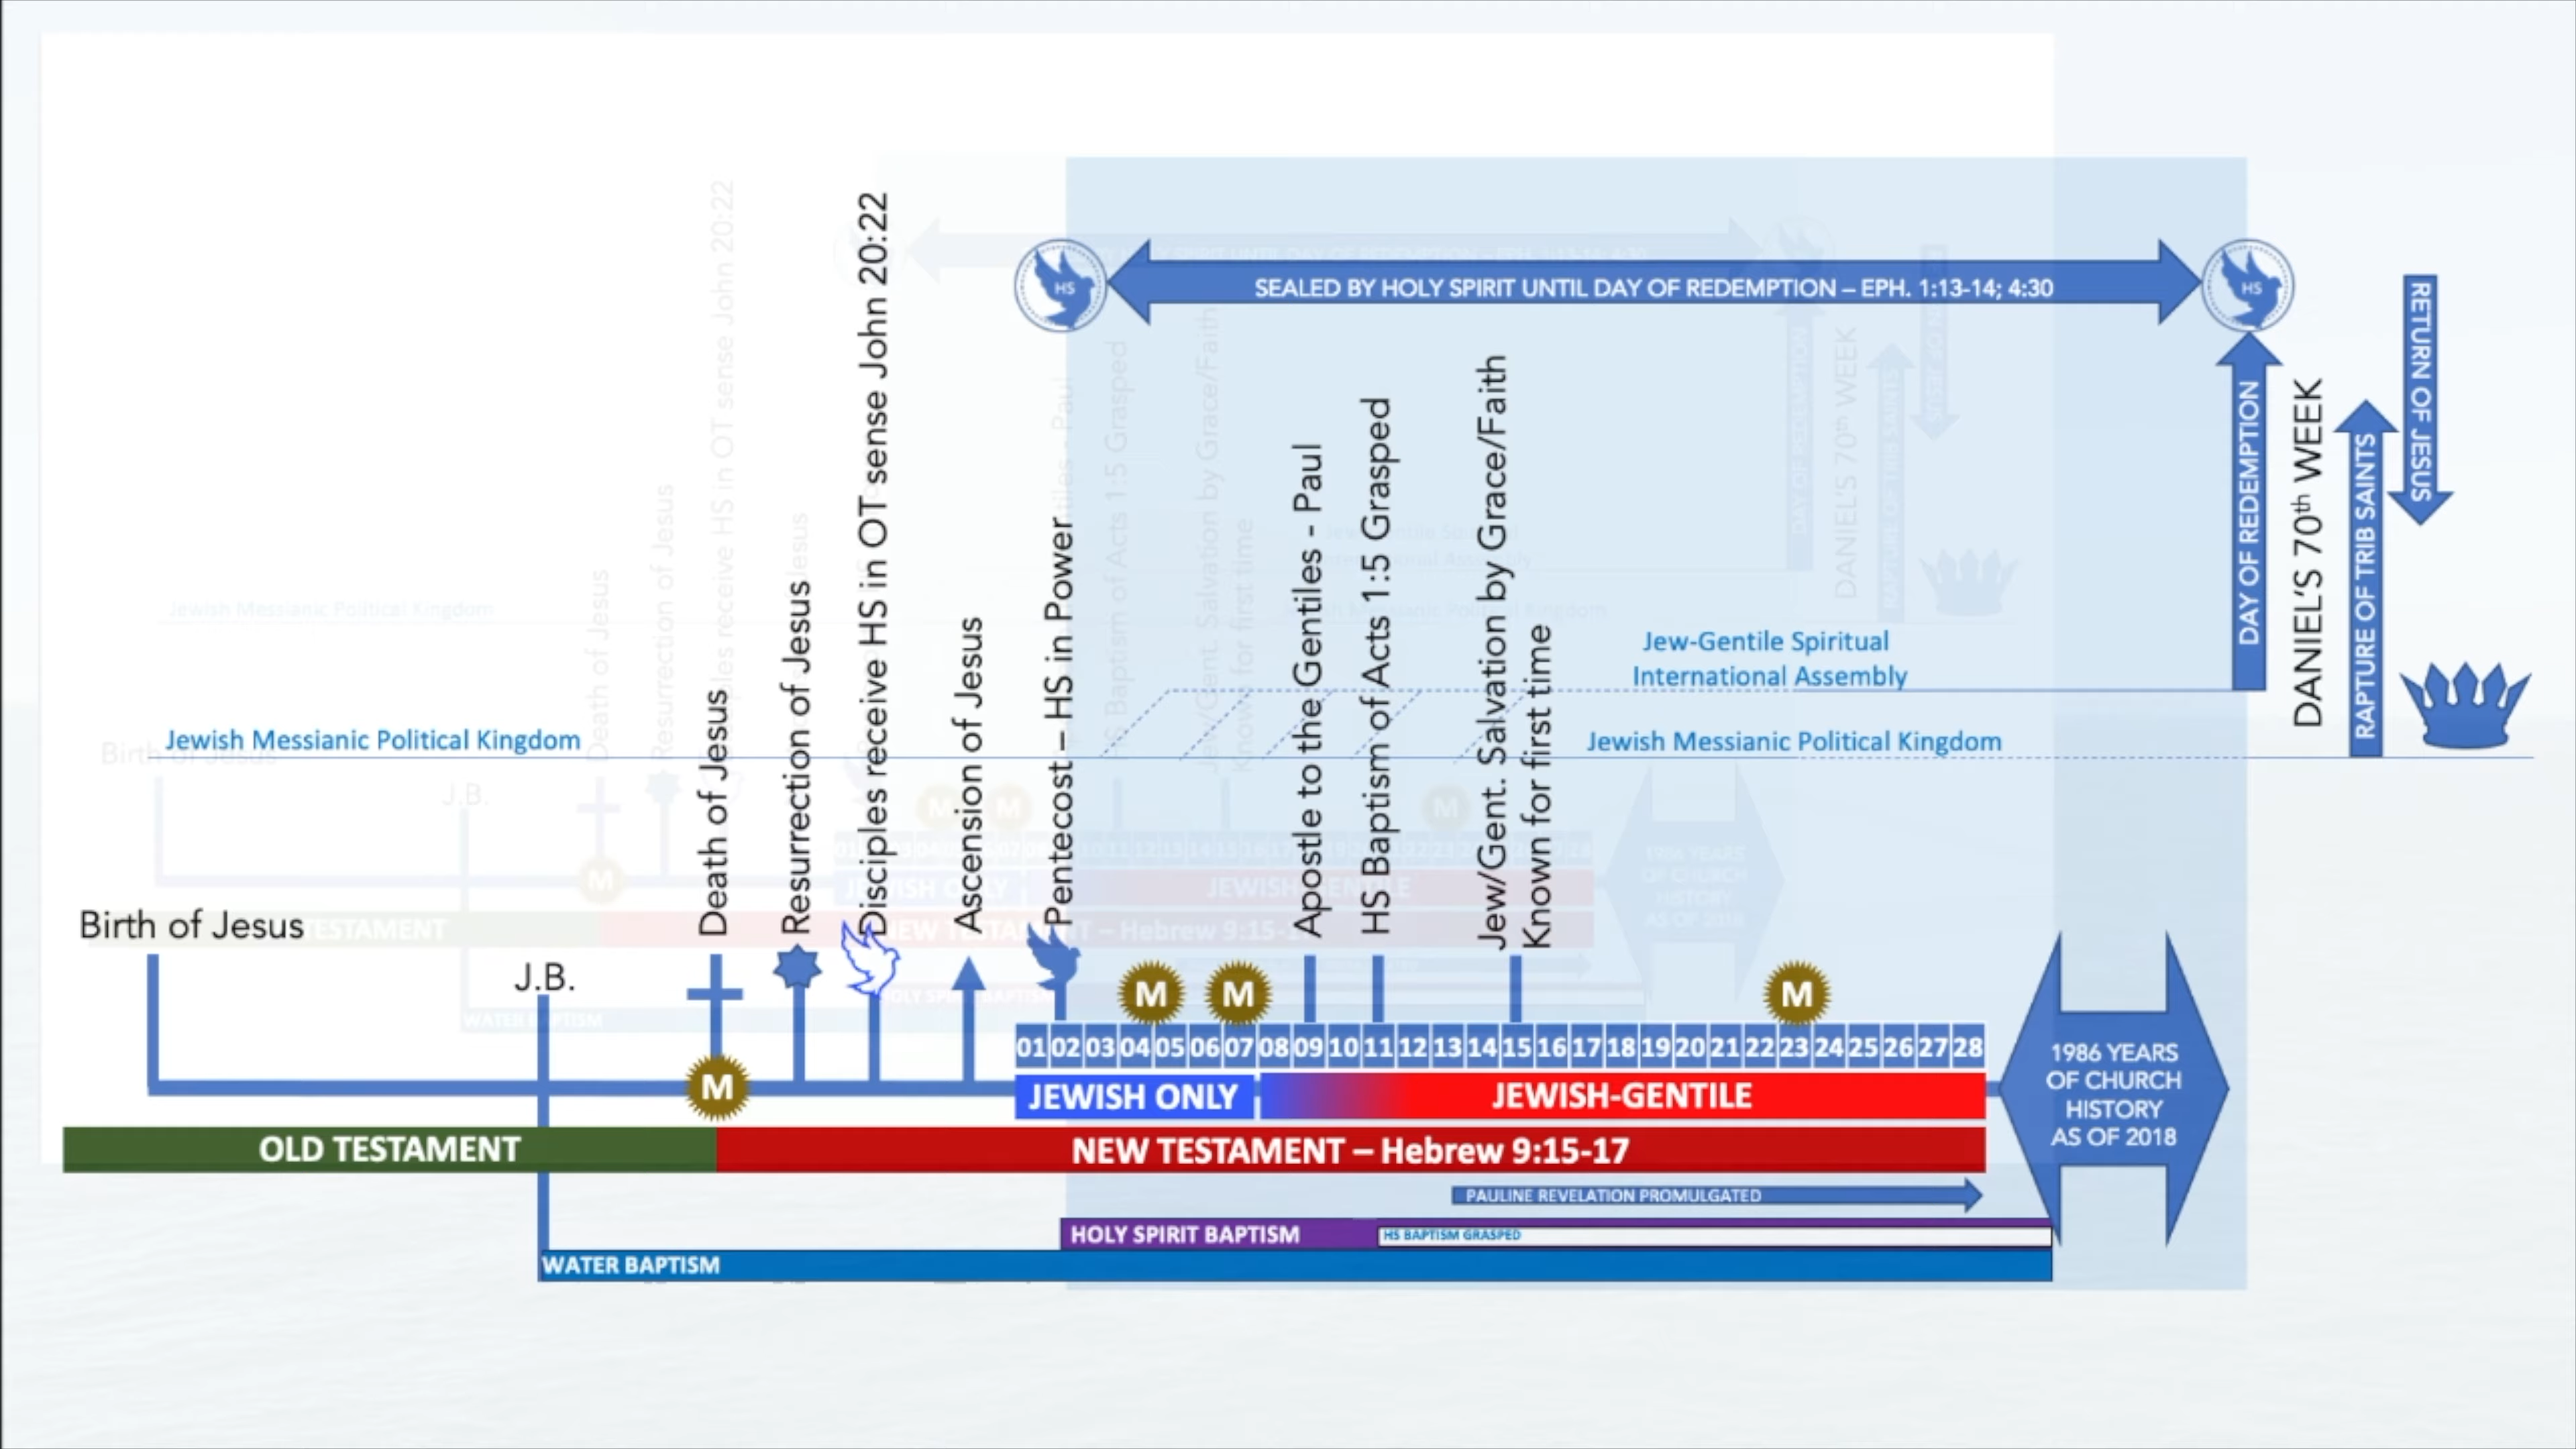 Disciples receive HS in OT sense John 20:22
HS
SEALED BY HOLY SPIRIT UNTIL DAY OF REDEMPTION – EPH. 1:13-14; 4:30
HS
RETURN OF JESUS
DAY OF REDEMPTION
DANIEL'S 70th WEEK
RAPTURE OF TRIB SAINTS
Death of Jesus
Resurrection of Jesus
Ascension of Jesus
Pentecost – HS in Power
Apostle to the Gentiles - Paul
HS Baptism of Acts 1:5 Grasped
Jew/Gent. Salvation by Grace/Faith
Known for first time
Jew-Gentile Spiritual
International Assembly
Jewish Messianic Political Kingdom
Jewish Messianic Political Kingdom
Birth of Jesus
J.B.
M
M
M
M
01 02 03 04 05 06 07 08 09 10 11 12 13 14 15 16 17 18 19 20 21 22 23 24 25 26 27 28
JEWISH ONLY
JEWISH-GENTILE
1986 YEARS
OF CHURCH
HISTORY
AS OF 2018
OLD TESTAMENT
NEW TESTAMENT – Hebrew 9:15-17
PAULINE REVELATION PROMULGATED
HOLY SPIRIT BAPTISM
HS BAPTISM GRASPED
WATER BAPTISM